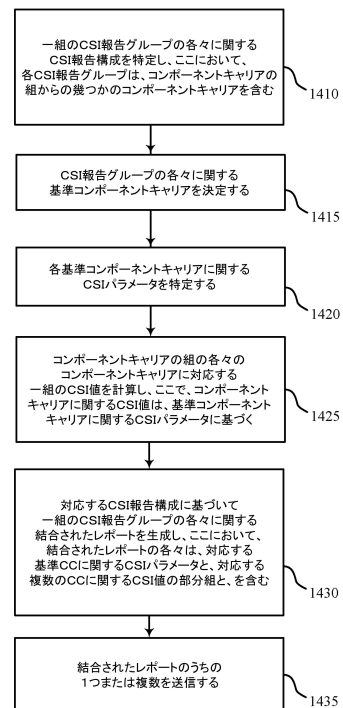 一組のCSI報告グループの各々に関する
CSI報告構成を特定し、ここにおいて、
各CSI報告グループは、コンポーネントキャリアの
組からの幾つかのコンポーネントキャリアを含む
1410
CSI報告グループの各々に関する
基準コンポーネントキャリアを決定する
1415
各基準コンポーネントキャリアに関する
CSIパラメータを特定する
1420
コンポーネントキャリアの組の各々の
コンポーネントキャリアに対応する
一組のCSI値を計算し、ここで、コンポーネント
キャリアに関するCSI値は、基準コンポーネント
キャリアに関するCSIパラメータに基づく
1425
対応するCSI報告構成に基づいて
一組のCSI報告グループの各々に関する
結合されたレポートを生成し、ここにおいて、
結合されたレポートの各々は、対応する
基準CCに関するCSIパラメータと、対応する
複数のCCに関するCSI値の部分組と、を含む
1430
結合されたレポートのうちの
1つまたは複数を送信する
1435